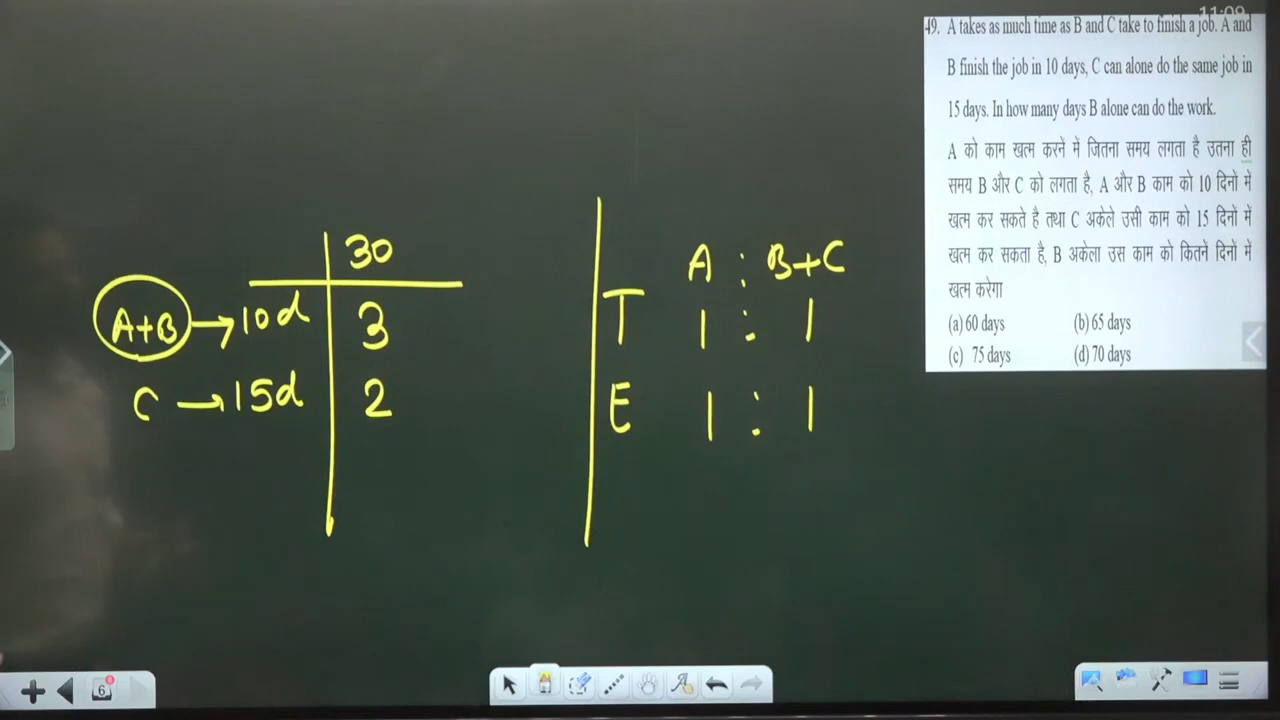 11:09
49. A takes as much time as B and C take to finish a job. A and
B finish the job in 10 days, C can alone do the same job in
15 days. In how many days B alone can do the work.
A को काम खत्म करनें में जितना समय लगता है उतना ही
समय B और C को लगता है, A और B काम को 10 दिनों में
खत्म कर सकते है तथा C अकेले उसी काम को 15 दिनों में
खत्म कर सकता है, B अकेला उस काम को कितने दिनों में
खत्म करेगा
(a) 60 days (b) 65 days
(c) 75 days (d) 70 days
30
A+B → 10d 3
C → 15d 2
A : B+C
T 1 : 1
E 1 : 1
6